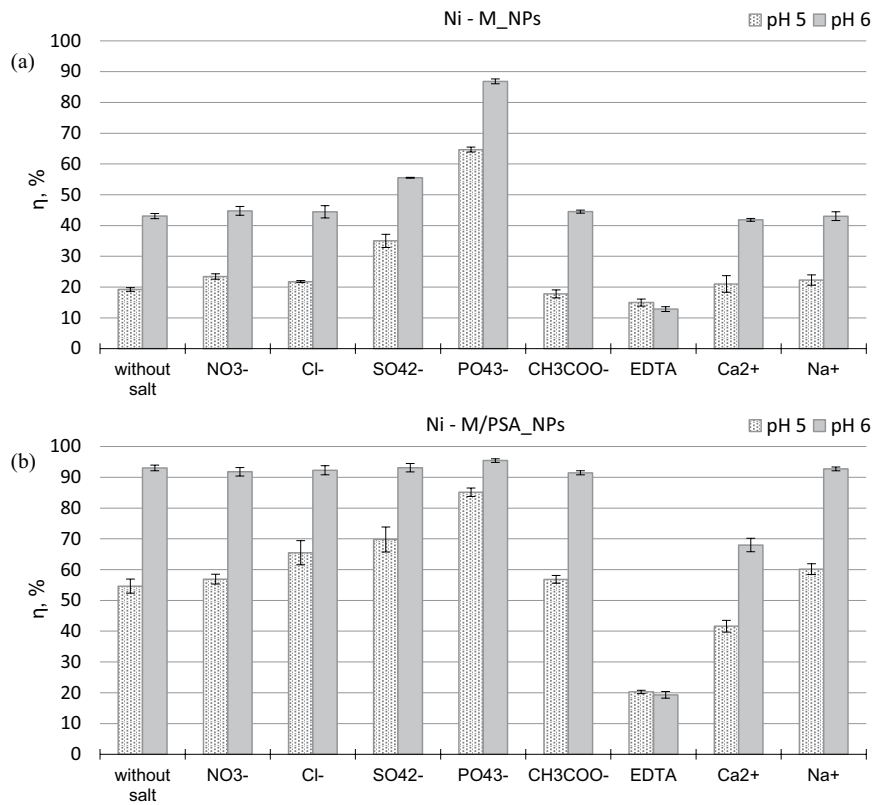 Ni - M_NPs
pH 5 pH 6
(a)
100
90
80
70
60
50
40
30
20
10
0
η, %
without salt NO3- Cl- SO42- PO43- CH3COO- EDTA Ca2+ Na+
Ni - M/PSA_NPs
pH 5 pH 6
(b)
100
90
80
70
60
50
40
30
20
10
0
η, %
without salt NO3- Cl- SO42- PO43- CH3COO- EDTA Ca2+ Na+